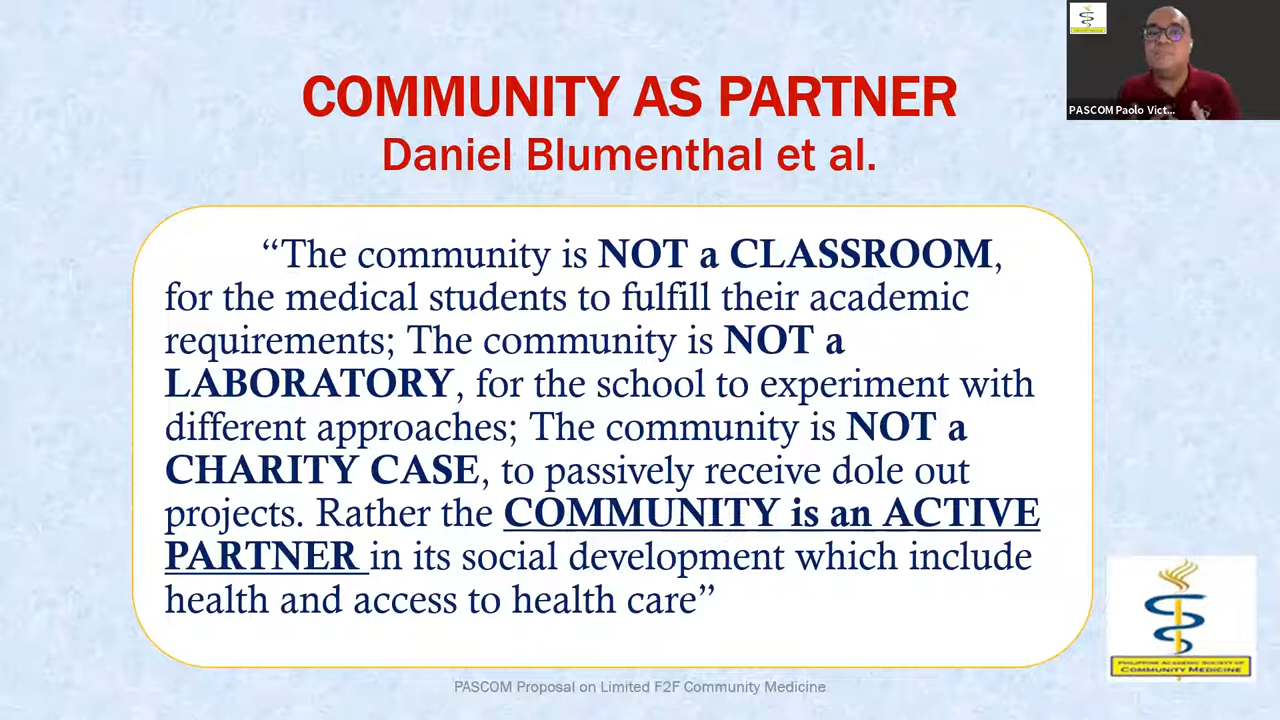 COMMUNITY AS PARTNER
Daniel Blumenthal et al.
PASCOM Paolo Vict...
“The community is NOT a CLASSROOM,
for the medical students to fulfill their academic
requirements; The community is NOT a
LABORATORY, for the school to experiment with
different approaches; The community is NOT a
CHARITY CASE, to passively receive dole out
projects. Rather the COMMUNITY is an ACTIVE
PARTNER in its social development which include
health and access to health care”
PHILIPPINE ACADEMIC SOCIETY OF
COMMUNITY MEDICINE
PASCOM Proposal on Limited F2F Community Medicine